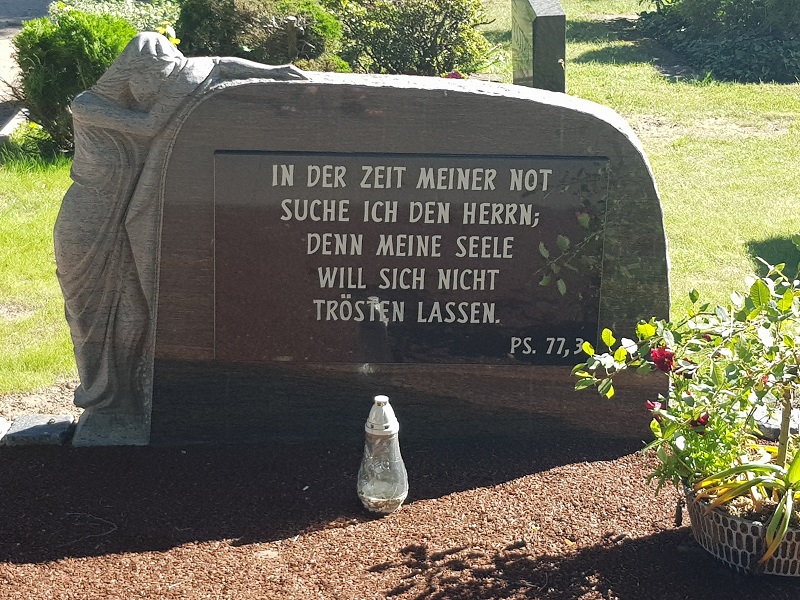 IN DER ZEIT MEINER NOT
SUCHE ICH DEN HERRN;
DENN MEINE SEELE
WILL SICH NICHT
TRÖSTEN LASSEN.
PS. 77,3